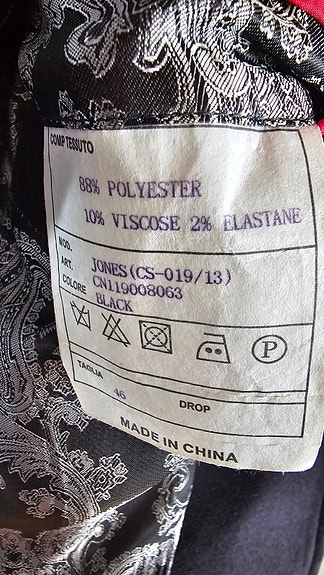 COMP.TESSUTO
88% POLYESTER
10% VISCOSE 2% ELASTANE
MOD.
ART. JONES(CS-019/13)
COLORE CN119008063
BLACK
P
TAGLIA 46 DROP
MADE IN CHINA